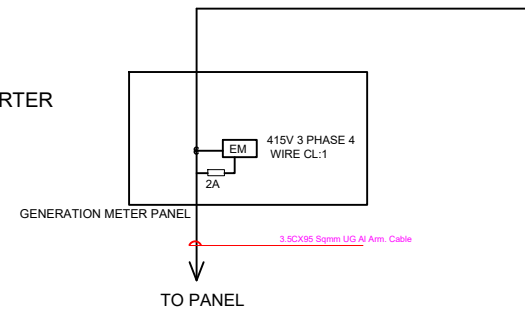 RTER
EM
415V 3 PHASE 4
WIRE CL:1
2A
GENERATION METER PANEL
3.5CX95 Sqmm UG Al Arm. Cable
TO PANEL